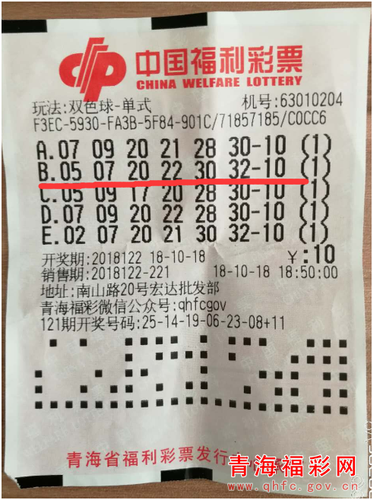 中国福利彩票
CHINA WELFARE LOTTERY
玩法:双色球-单式 机号:63010204
F3EC-5930-FA3B-5F84-901C/71857185/C0CC6
A.07 09 20 21 28 30-10 (1)
B.05 07 20 22 30 32-10 (1)
C.05 09 17 20 28 30-10 (1)
D.07 09 20 22 28 30-10 (1)
E.02 07 20 21 30 32-10 (1)
开奖期:2018122 18-10-18 ¥:10
销售期:2018122-221 18-10-18 18:50:00
地址:南山路20号宏达批发部
青海福彩微信公众号:qhfcgov
121期开奖号码:25-14-19-06-23-08+11
青海省福利彩票发行
青海福彩网
www.qhfc.gov.cn